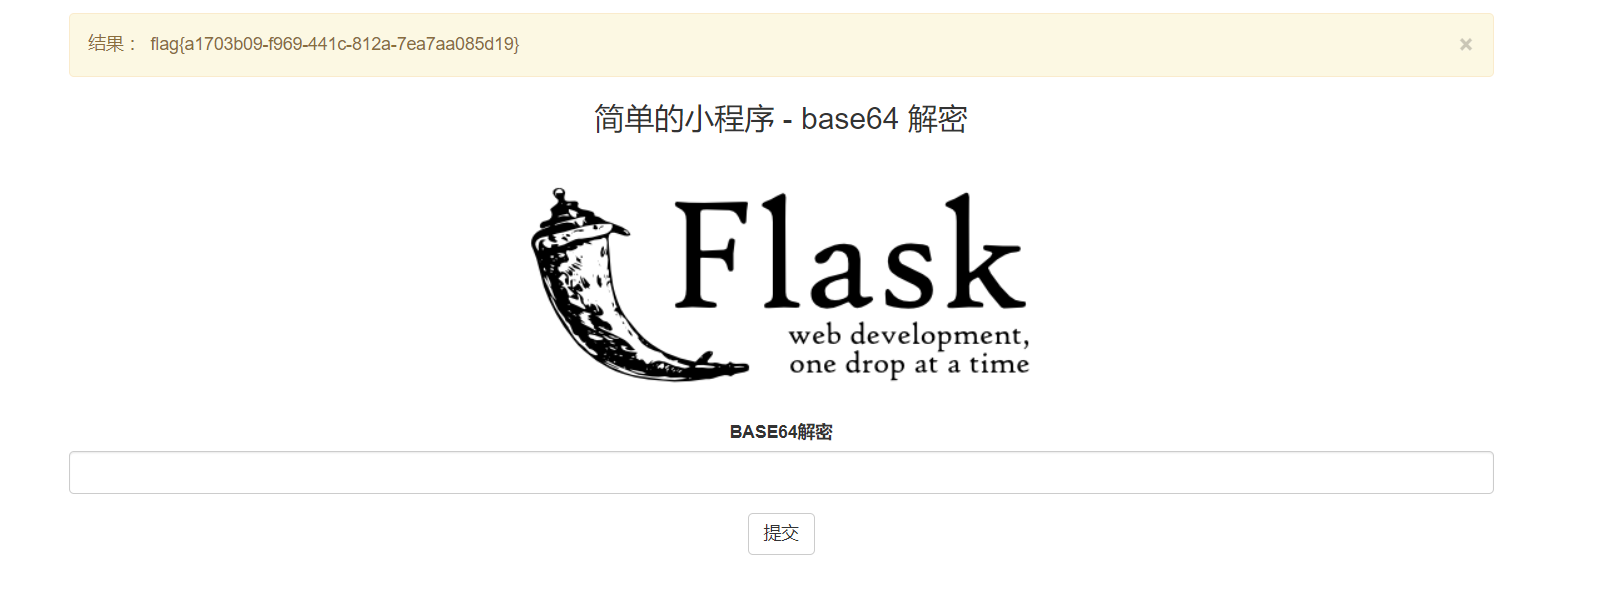 结果： flag{a1703b09-f969-441c-812a-7ea7aa085d19}
×
简单的小程序 - base64 解密
Flask
web development,
one drop at a time
BASE64解密
提交